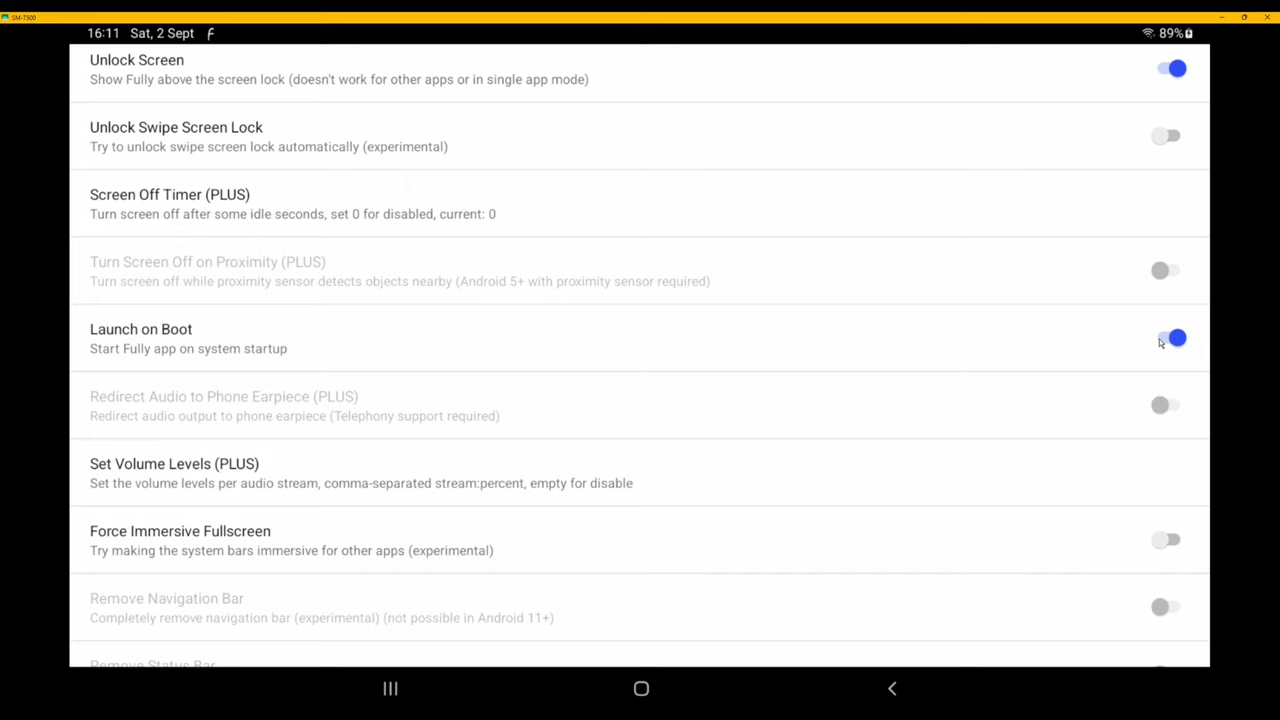 SM-T500
16:11 Sat, 2 Sept
89%
Unlock Screen
Show Fully above the screen lock (doesn't work for other apps or in single app mode)
Unlock Swipe Screen Lock
Try to unlock swipe screen lock automatically (experimental)
Screen Off Timer (PLUS)
Turn screen off after some idle seconds, set 0 for disabled, current: 0
Turn Screen Off on Proximity (PLUS)
Turn screen off while proximity sensor detects objects nearby (Android 5+ with proximity sensor required)
Launch on Boot
Start Fully app on system startup
Redirect Audio to Phone Earpiece (PLUS)
Redirect audio output to phone earpiece (Telephony support required)
Set Volume Levels (PLUS)
Set the volume levels per audio stream, comma-separated stream:percent, empty for disable
Force Immersive Fullscreen
Try making the system bars immersive for other apps (experimental)
Remove Navigation Bar
Completely remove navigation bar (experimental) (not possible in Android 11+)
Remove Status Bar